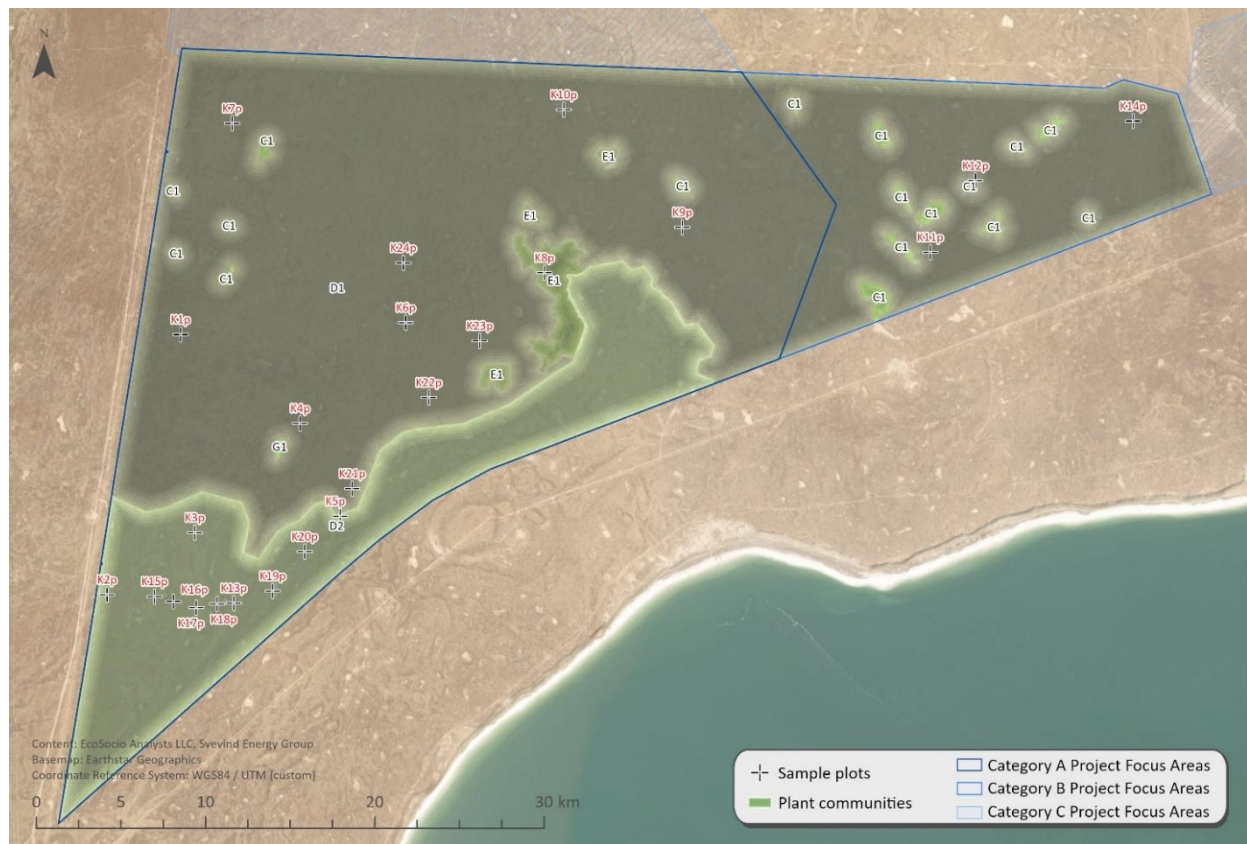 N
K10p
K7p
C1
K14p
C1
C1
C1
C1
E1
K12p
C1
C1
C1
C1
K9p
E1
C1
C1
C1
C1
K11p
C1
C1
K24p
K8p
E1
C1
D1
C1
K6p
K1p
K23p
E1
K22p
K4p
G1
K21p
K5p
D2
K3p
K20p
K2p
K15p
K16p
K13p
K19p
K17p
K18p
Content: EcoSocio Analysts LLC, Svevind Energy Group
Basemap: Earthstar Geographics
Coordinate Reference System: WGS84 / UTM (custom)
0 5 10 20 30 km
Sample plots
Plant communities
Category A Project Focus Areas
Category B Project Focus Areas
Category C Project Focus Areas